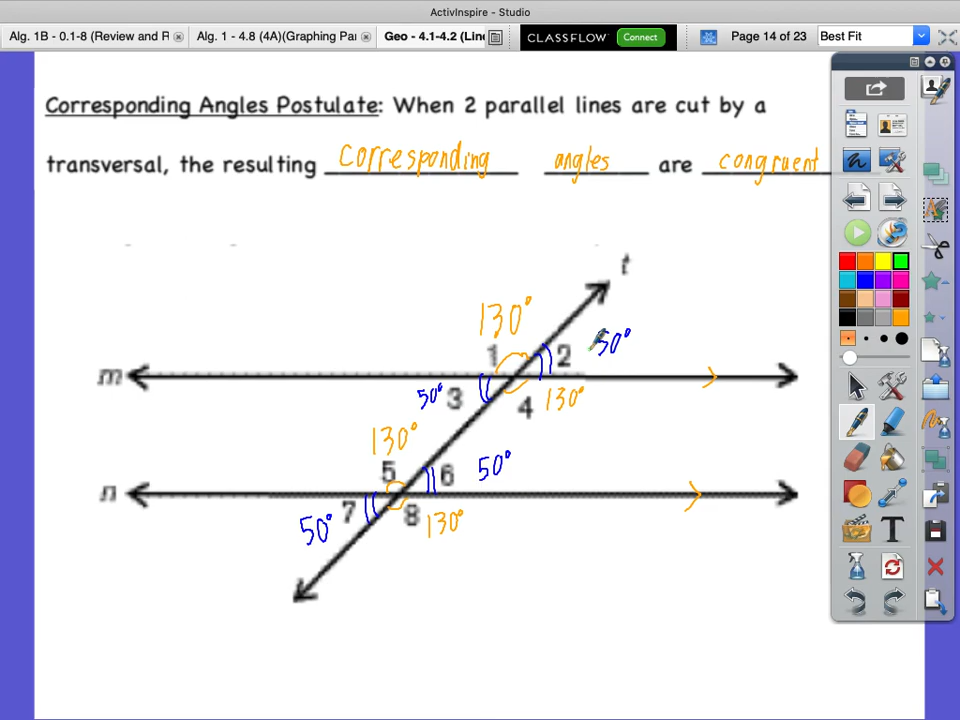 ActivInspire - Studio
Alg. 1B - 0.1-8 (Review and R
Alg. 1 - 4.8 (4A)(Graphing Pa
Geo - 4.1-4.2 (Line
CLASSFLOW Connect
Page 14 of 23
Best Fit
Corresponding Angles Postulate: When 2 parallel lines are cut by a
transversal, the resulting corresponding angles are congruent
t
130°
1 2 50°
m
50° 3 4 130°
130°
5 6 50°
n
50° 7 8 130°
T